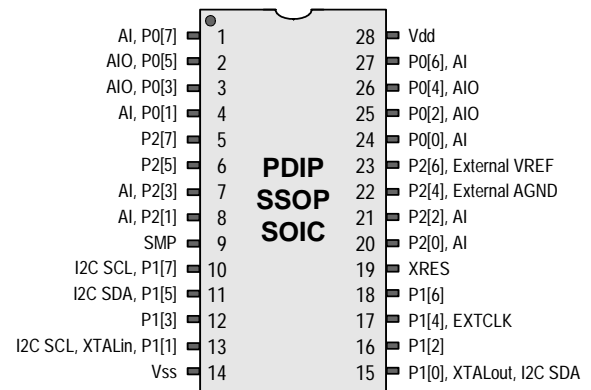 AI, P0[7] 1 28 Vdd
AIO, P0[5] 2 27 P0[6], AI
AIO, P0[3] 3 26 P0[4], AIO
AI, P0[1] 4 25 P0[2], AIO
P2[7] 5 24 P0[0], AI
P2[5] 6 PDIP 23 P2[6], External VREF
AI, P2[3] 7 SSOP 22 P2[4], External AGND
AI, P2[1] 8 SOIC 21 P2[2], AI
SMP 9 20 P2[0], AI
I2C SCL, P1[7] 10 19 XRES
I2C SDA, P1[5] 11 18 P1[6]
P1[3] 12 17 P1[4], EXTCLK
I2C SCL, XTALin, P1[1] 13 16 P1[2]
Vss 14 15 P1[0], XTALout, I2C SDA